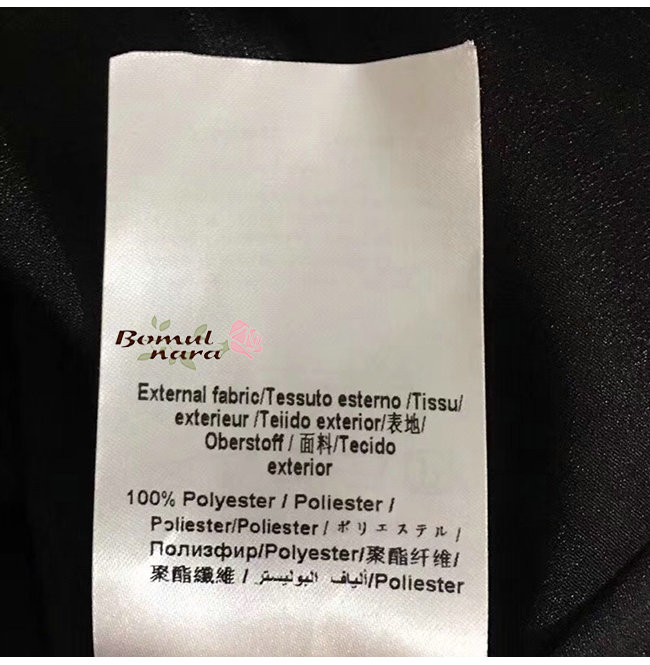 Bomul
nara
External fabric/Tessuto esterno /Tissu/
exterieur /Teiido exterior/表地/
Oberstoff / 面料/Tecido
exterior
100% Polyester / Poliester /
Pɔliester/Poliester / ポリエステル /
Полизфир/Polyester/聚酯纤维/
聚酯纖維 / ألياف البوليستر/Poliester